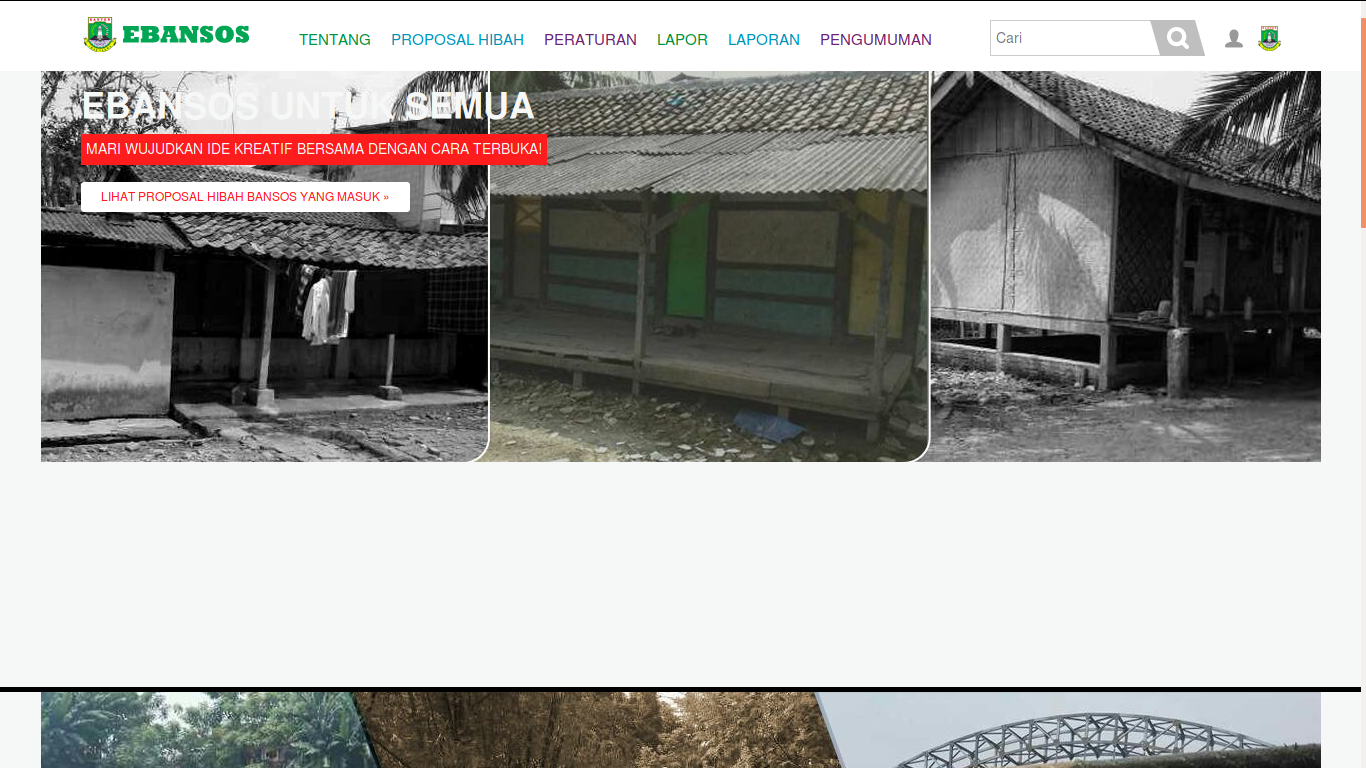 BANTEN
EBANSOS
TENTANG
PROPOSAL HIBAH
PERATURAN
LAPOR
LAPORAN
PENGUMUMAN
Cari
EBANSOS UNTUK SEMUA
MARI WUJUDKAN IDE KREATIF BERSAMA DENGAN CARA TERBUKA!
LIHAT PROPOSAL HIBAH BANSOS YANG MASUK »